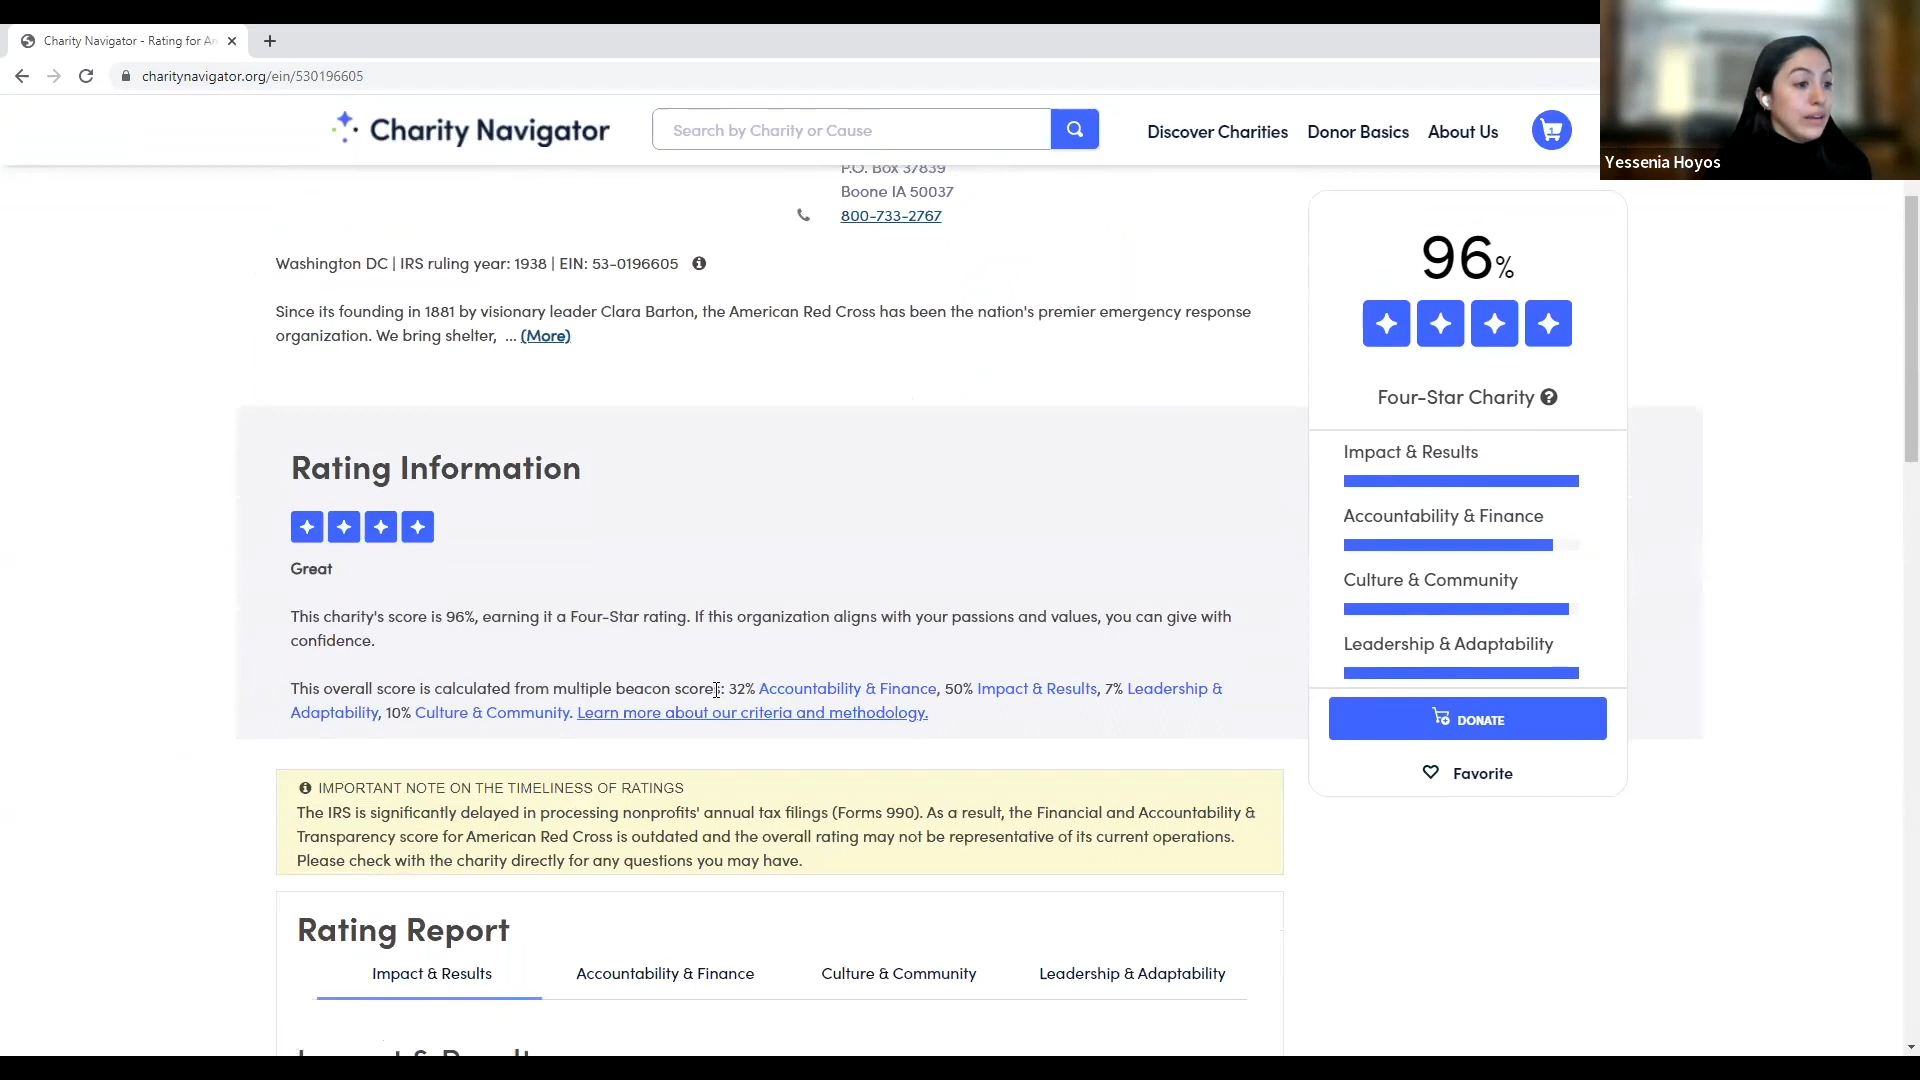 Charity Navigator - Rating for Am
charitynavigator.org/ein/530196605
Charity Navigator
Search by Charity or Cause
Discover Charities
Donor Basics
About Us
1
Yessenia Hoyos
P.O. Box 37839
Boone IA 50037
800-733-2767
Washington DC | IRS ruling year: 1938 | EIN: 53-0196605
Since its founding in 1881 by visionary leader Clara Barton, the American Red Cross has been the nation's premier emergency response
organization. We bring shelter, ... (More)
Rating Information
Great
This charity's score is 96%, earning it a Four-Star rating. If this organization aligns with your passions and values, you can give with
confidence.
This overall score is calculated from multiple beacon scores: 32% Accountability & Finance, 50% Impact & Results, 7% Leadership &
Adaptability, 10% Culture & Community. Learn more about our criteria and methodology.
IMPORTANT NOTE ON THE TIMELINESS OF RATINGS
The IRS is significantly delayed in processing nonprofits' annual tax filings (Forms 990). As a result, the Financial and Accountability &
Transparency score for American Red Cross is outdated and the overall rating may not be representative of its current operations.
Please check with the charity directly for any questions you may have.
Rating Report
Impact & Results
Accountability & Finance
Culture & Community
Leadership & Adaptability
Impact & Results
96%
Four-Star Charity
Impact & Results
Accountability & Finance
Culture & Community
Leadership & Adaptability
DONATE
Favorite